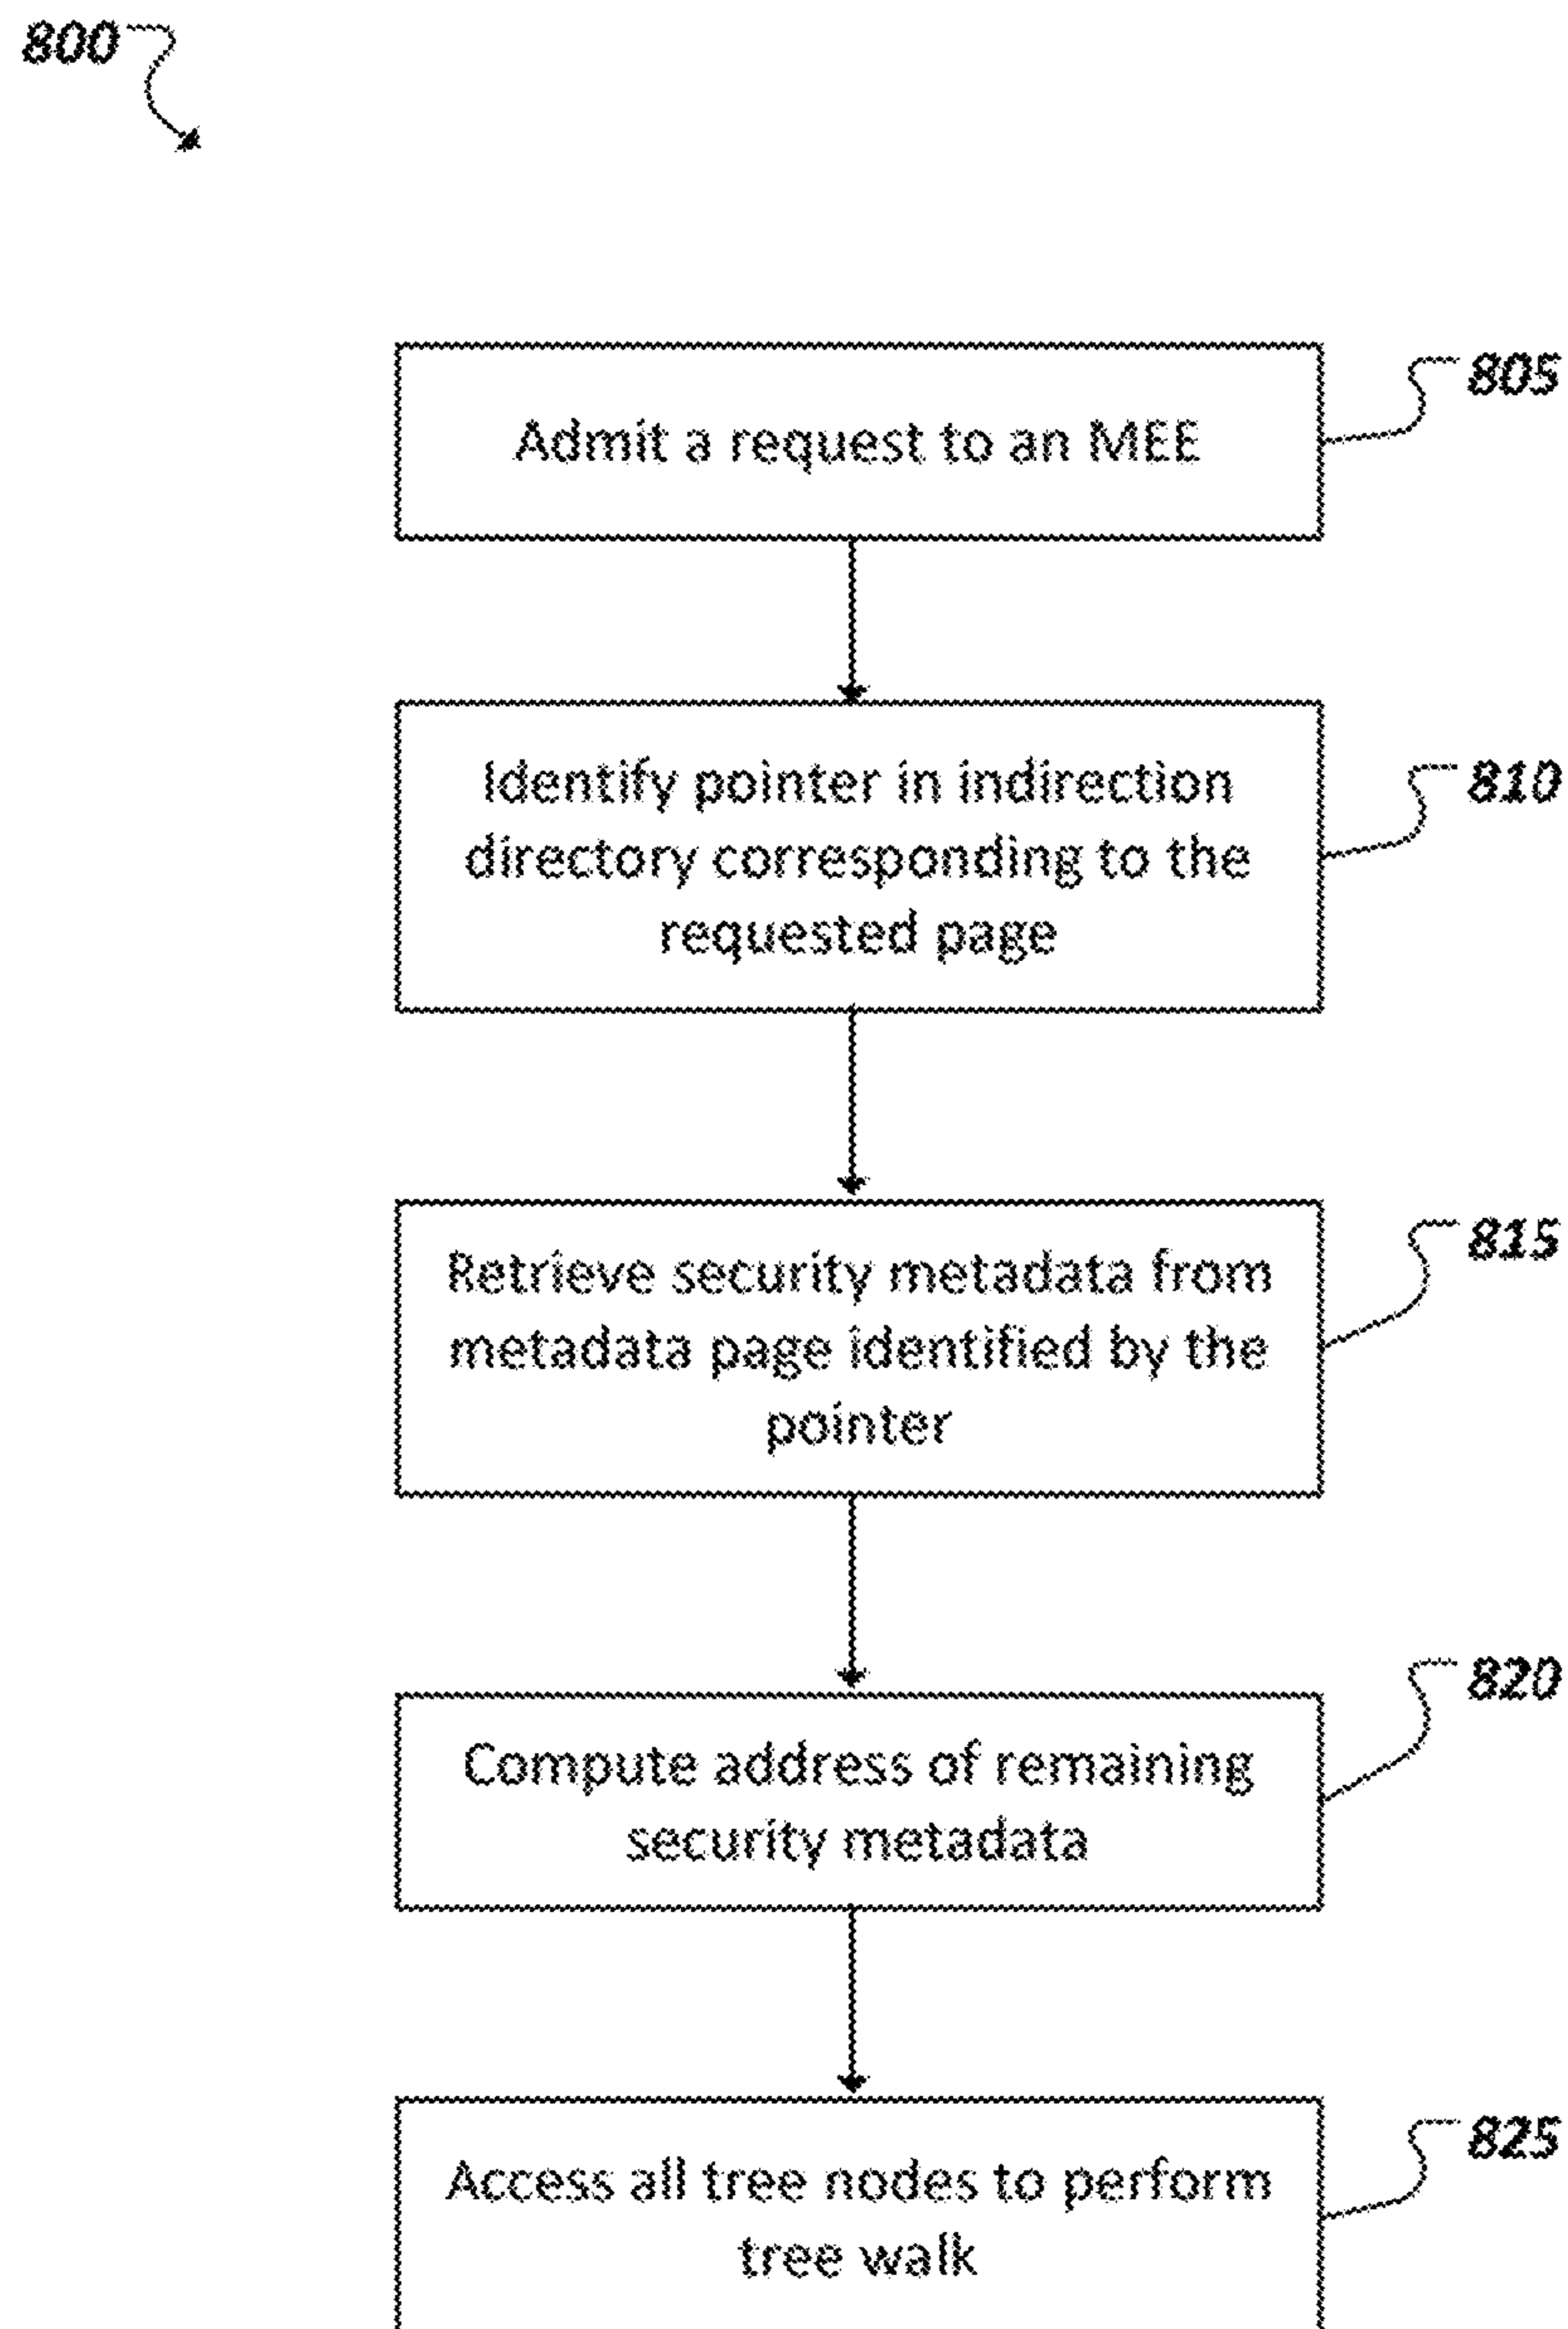 800
Admit a request to an MEE
805
Identify pointer in indirection
directory corresponding to the
requested page
810
Retrieve security metadata from
metadata page identified by the
pointer
815
Compute address of remaining
security metadata
820
Access all tree nodes to perform
tree walk
825